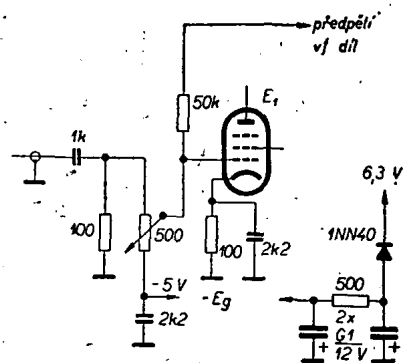 předpětí
vf díl
50k
E1
1k
6,3 V
1NN40
100
500
100
2k2
-5 V
-Eg
500
2k2
2x
G1
12 V
+
+